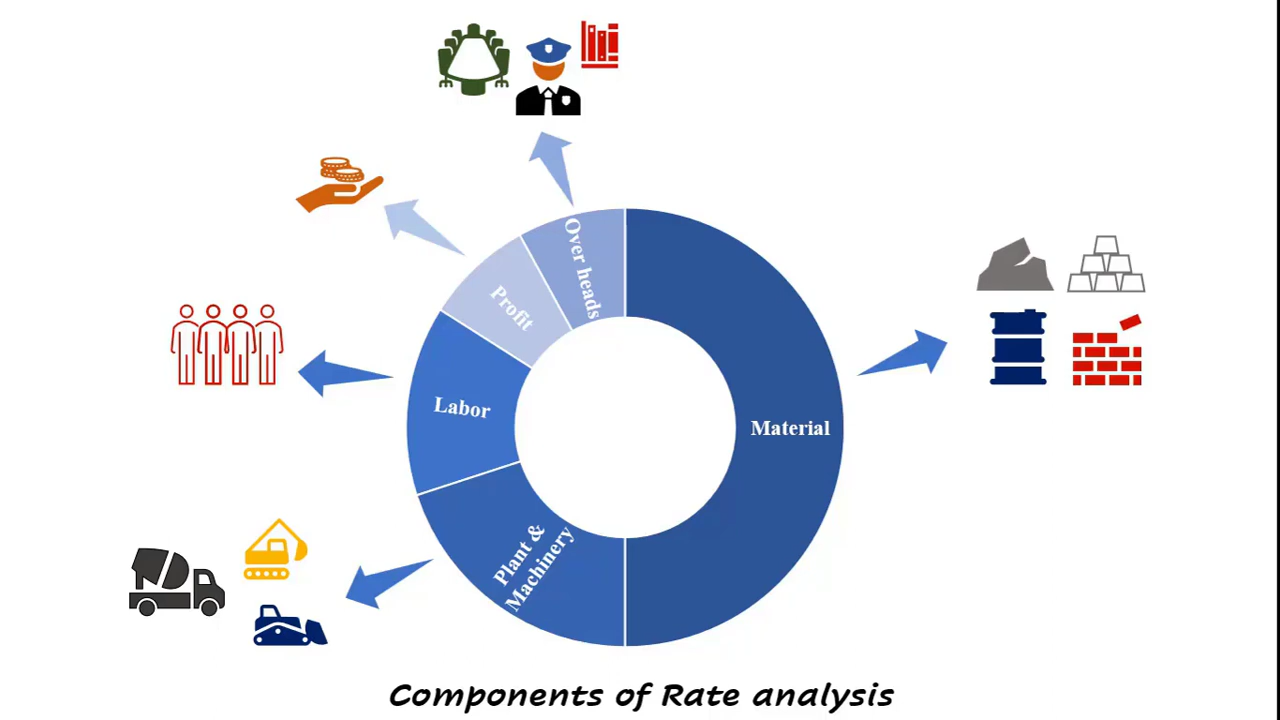 Over heads
Profit
Labor
Material
Plant &
Machinery
Components of Rate analysis